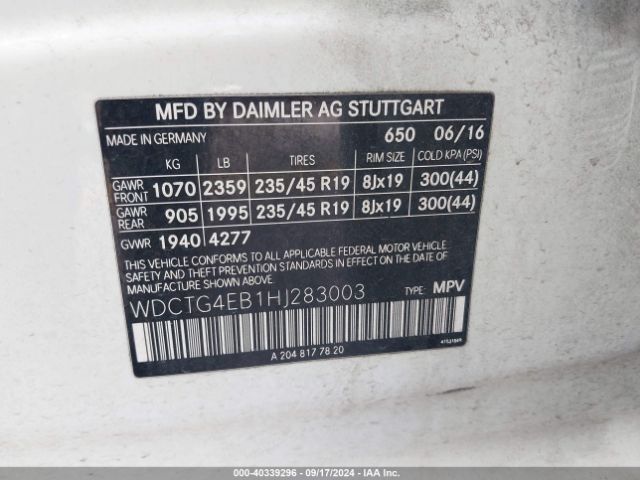 MFD BY DAIMLER AG STUTTGART
MADE IN GERMANY 650 06/16
KG LB TIRES RIM SIZE COLD KPA (PSI)
GAWR FRONT 1070 2359 235/45 R19 8Jx19 300(44)
GAWR REAR 905 1995 235/45 R19 8Jx19 300(44)
GVWR 1940 4277
THIS VEHICLE CONFORMS TO ALL APPLICABLE FEDERAL MOTOR VEHICLE
SAFETY AND THEFT PREVENTION STANDARDS IN EFFECT ON THE DATE OF
MANUFACTURE SHOWN ABOVE.
WDCTG4EB1HJ283003 TYPE: MPV
A 204 817 78 20
000-40339296 - 09/17/2024 - IAA Inc.